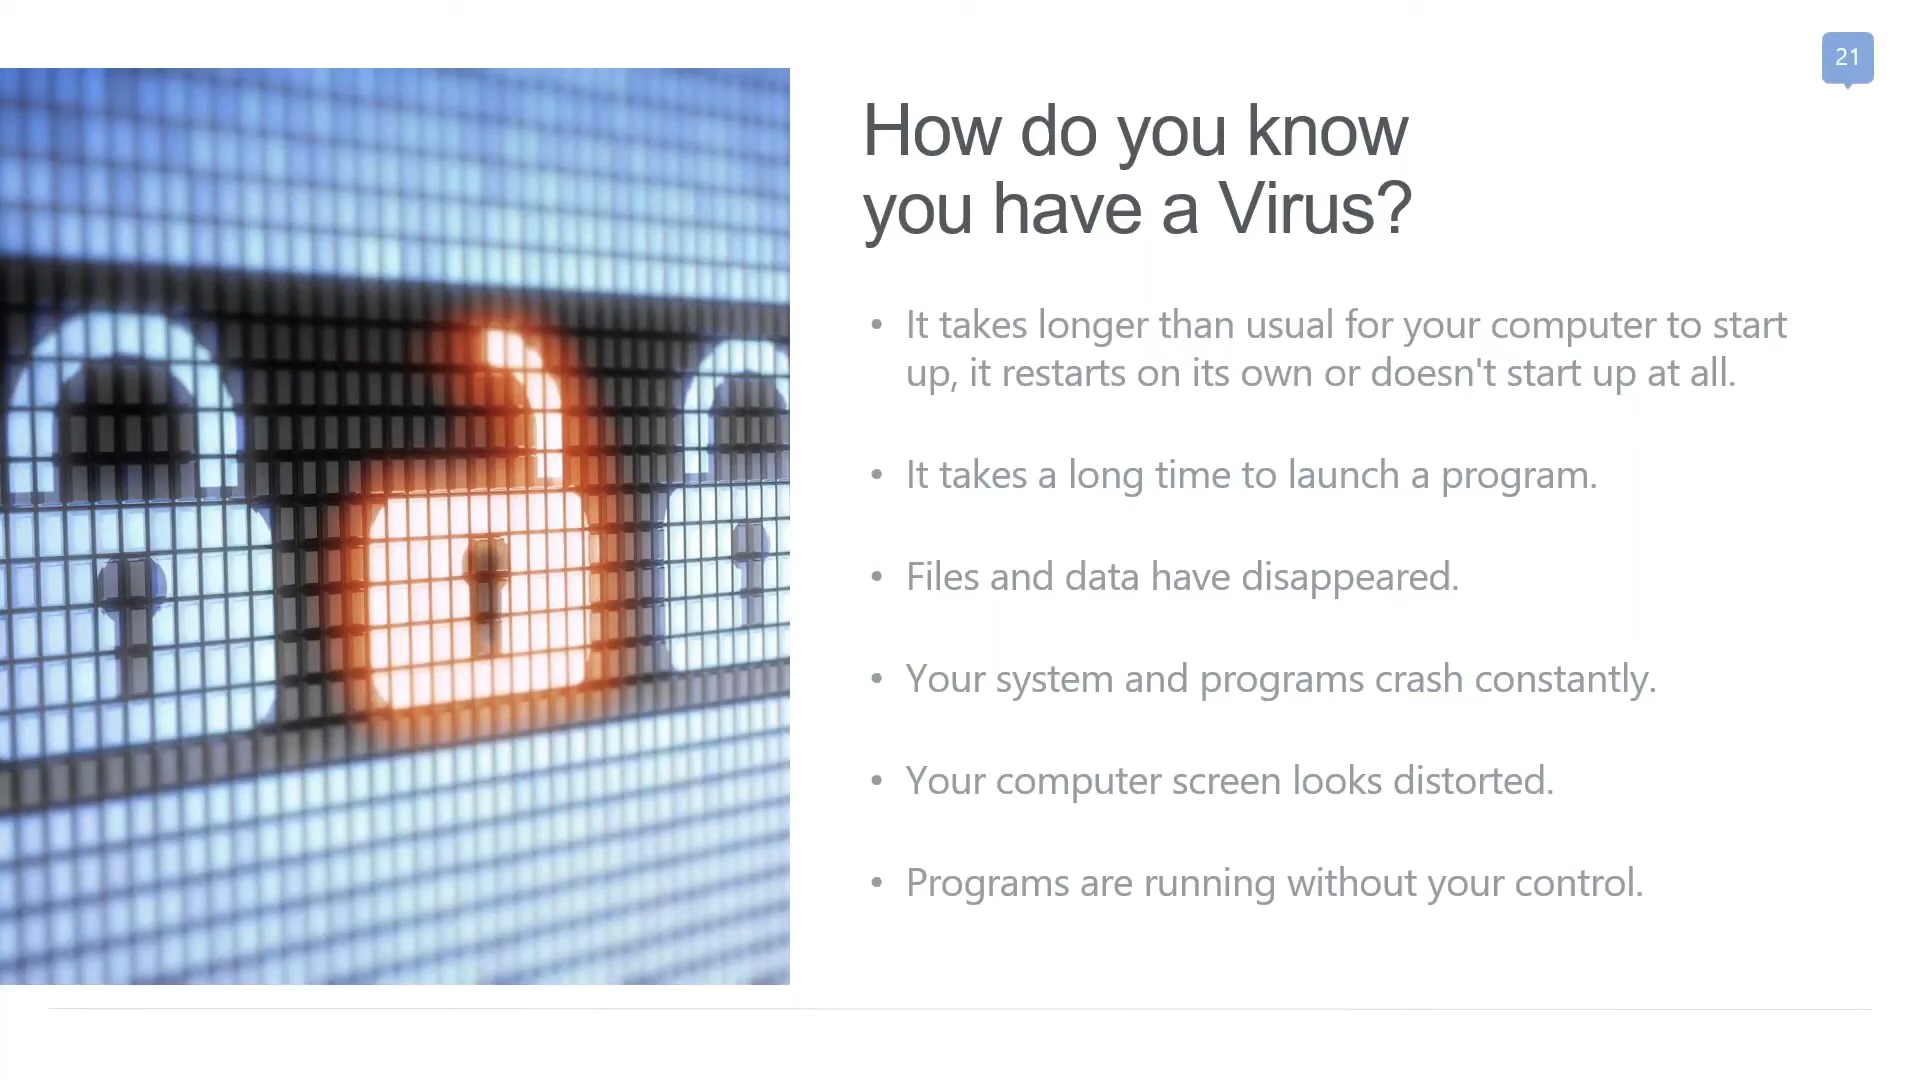 21
How do you know
you have a Virus?
• It takes longer than usual for your computer to start
up, it restarts on its own or doesn't start up at all.
• It takes a long time to launch a program.
• Files and data have disappeared.
• Your system and programs crash constantly.
• Your computer screen looks distorted.
• Programs are running without your control.